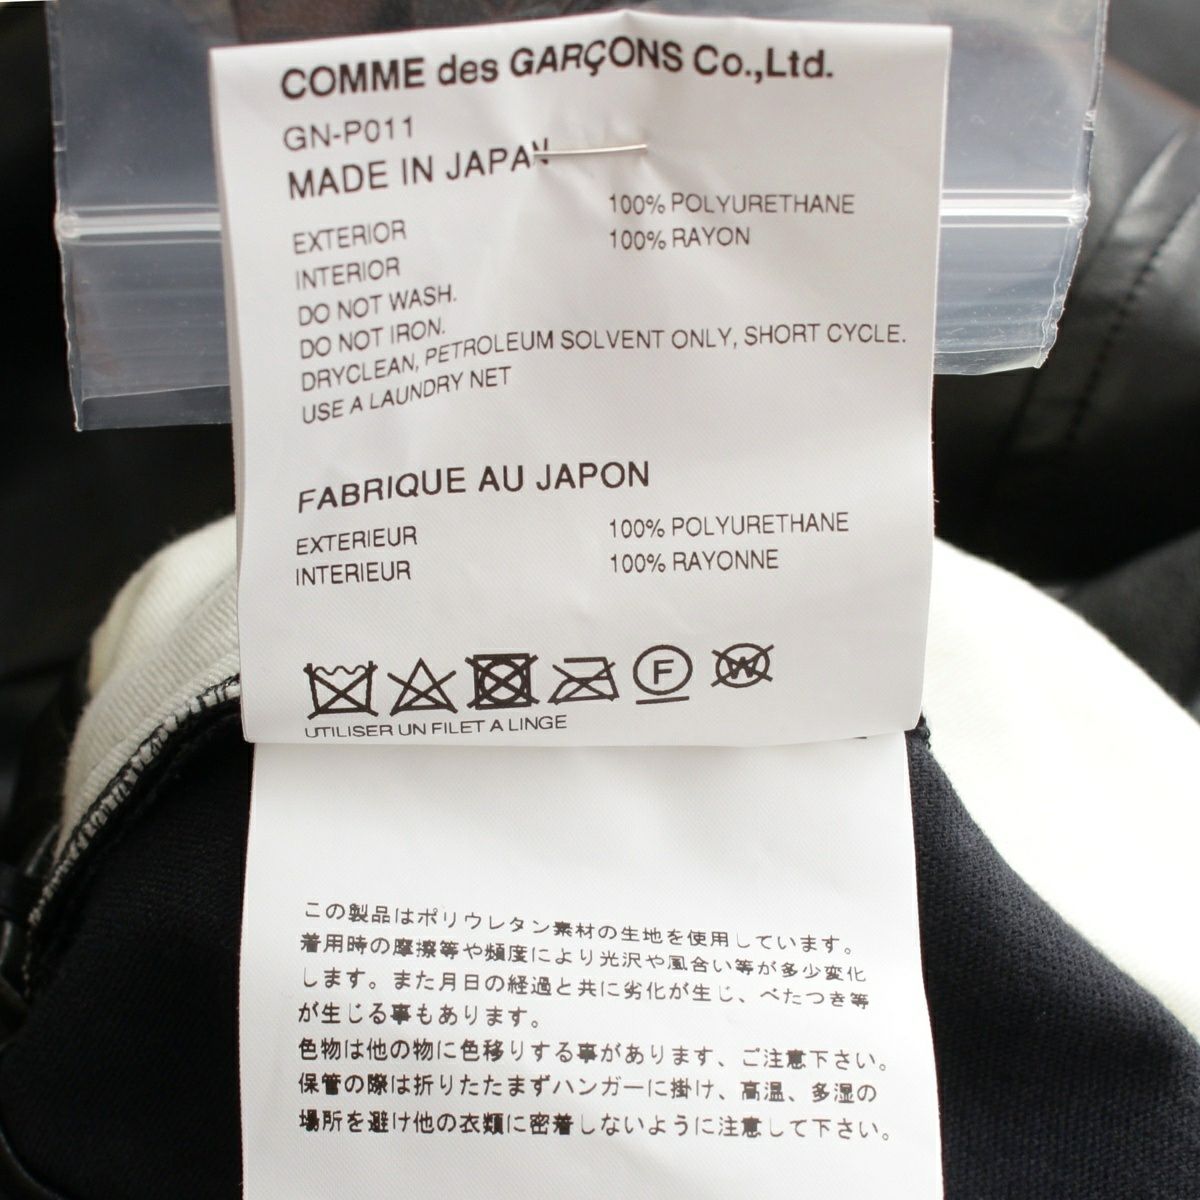 COMME des GARÇONS Co.,Ltd.
GN-P011
MADE IN JAPAN
EXTERIOR 100% POLYURETHANE
INTERIOR 100% RAYON
DO NOT WASH.
DO NOT IRON.
DRYCLEAN, PETROLEUM SOLVENT ONLY, SHORT CYCLE.
USE A LAUNDRY NET
FABRIQUE AU JAPON
EXTERIEUR 100% POLYURETHANE
INTERIEUR 100% RAYONNE
F W
UTILISER UN FILET A LINGE
この製品はポリウレタン素材の生地を使用しています。
着用時の摩擦等や頻度により光沢や風合い等が多少変化
します。また月日の経過と共に劣化が生じ、べたつき等
が生じる事もあります。
色物は他の物に色移りする事があります、ご注意下さい。
保管の際は折りたたまずハンガーに掛け、高温、多湿の
場所を避け他の衣類に密着しないように注意して下さい。